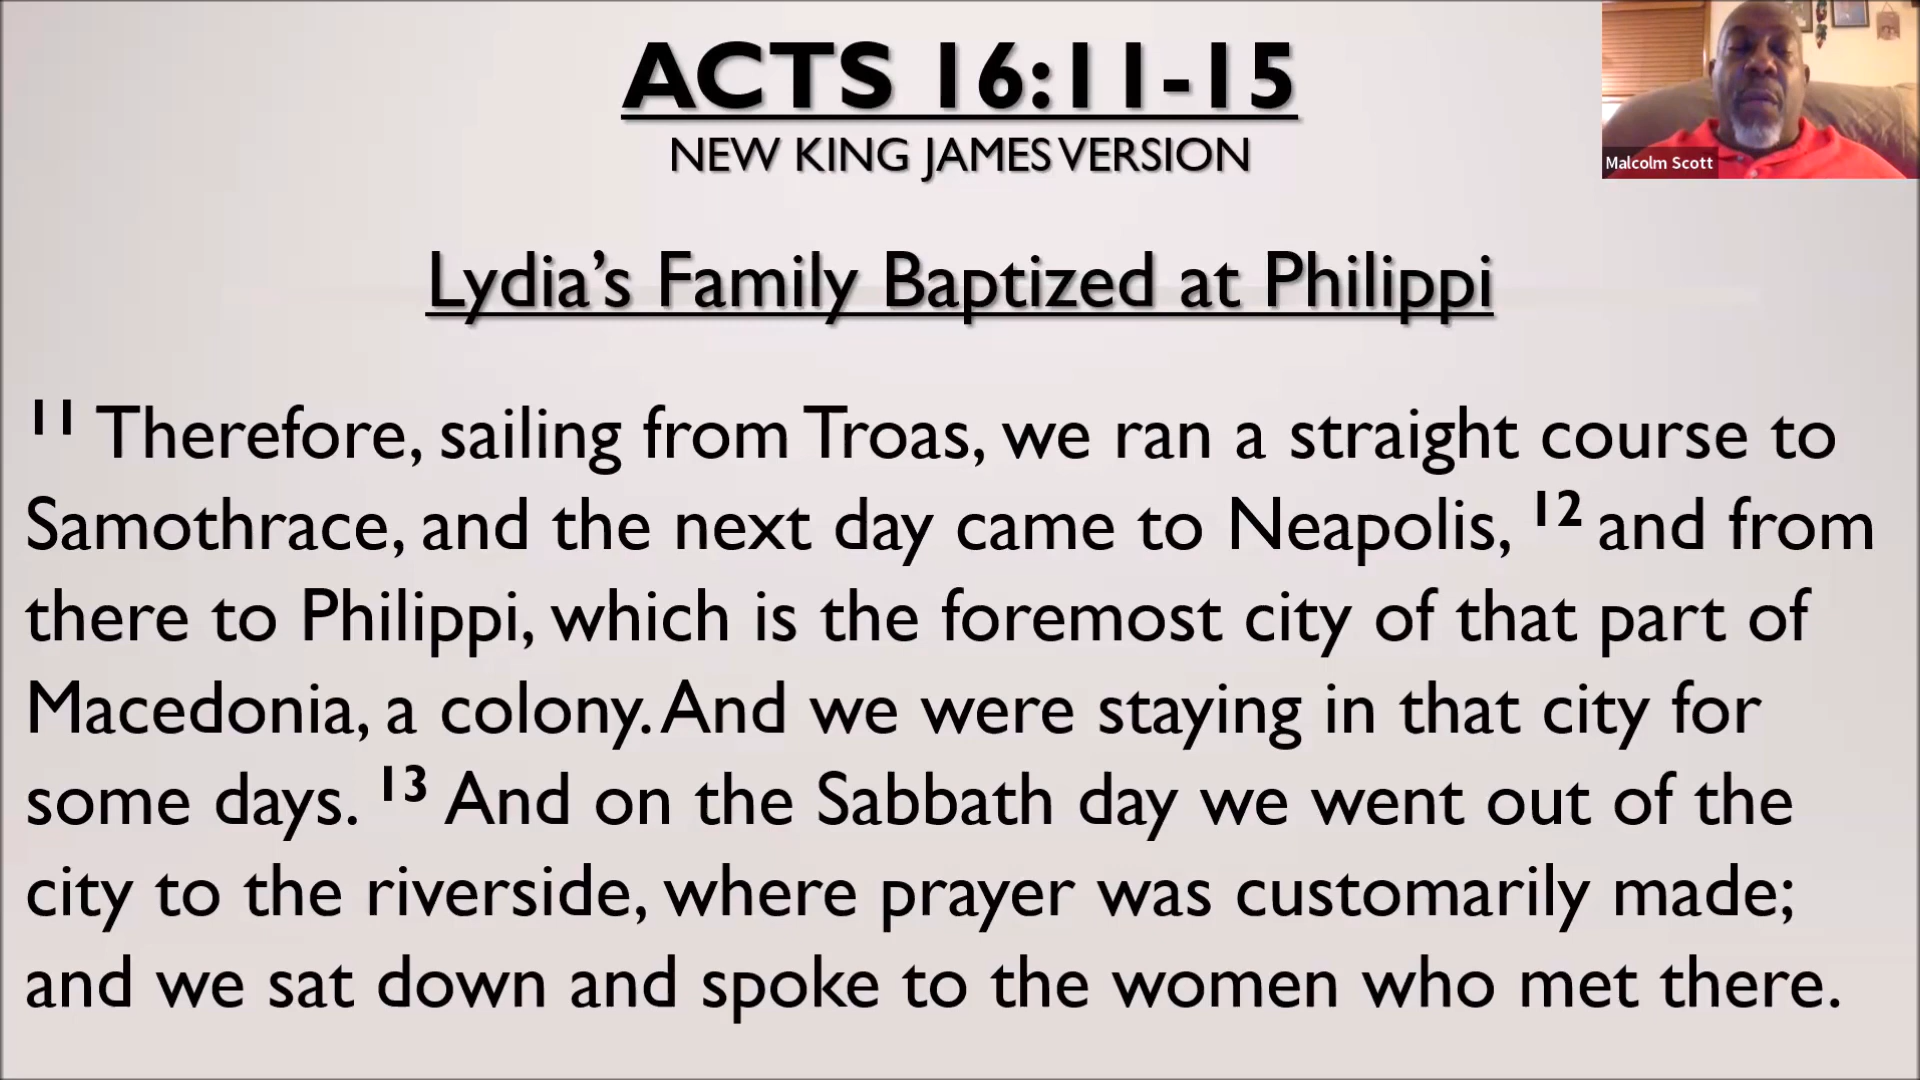 ACTS 16:11-15
NEW KING JAMES VERSION
Malcolm Scott
Lydia’s Family Baptized at Philippi
11 Therefore, sailing from Troas, we ran a straight course to
Samothrace, and the next day came to Neapolis, 12 and from
there to Philippi, which is the foremost city of that part of
Macedonia, a colony. And we were staying in that city for
some days. 13 And on the Sabbath day we went out of the
city to the riverside, where prayer was customarily made;
and we sat down and spoke to the women who met there.